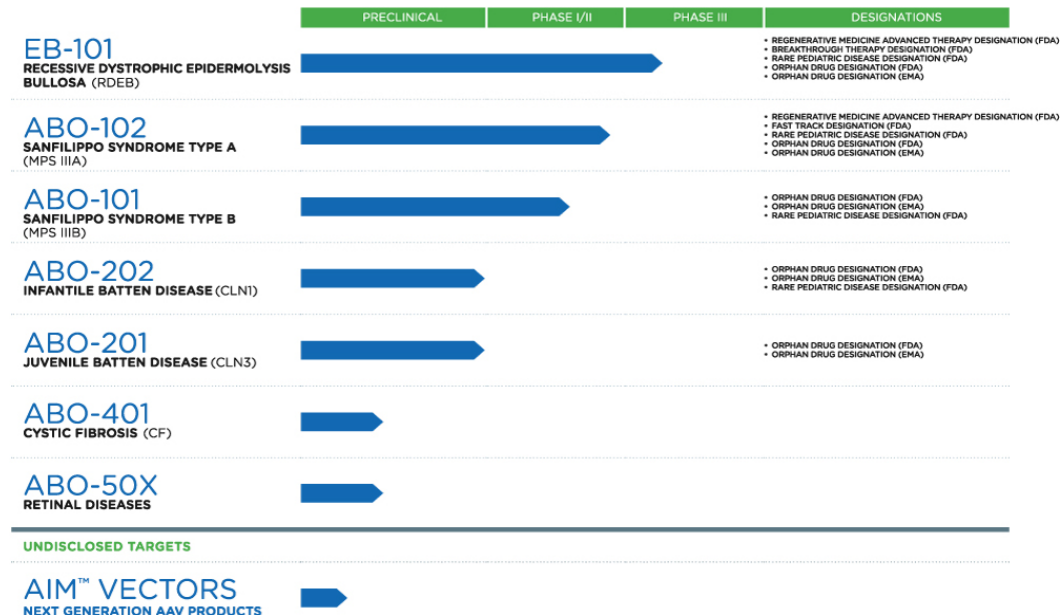 PRECLINICAL PHASE I/II PHASE III DESIGNATIONS
EB-101
RECESSIVE DYSTROPHIC EPIDERMOLYSIS
BULLOSA (RDEB)
• REGENERATIVE MEDICINE ADVANCED THERAPY DESIGNATION (FDA)
• BREAKTHROUGH THERAPY DESIGNATION (FDA)
• RARE PEDIATRIC DISEASE DESIGNATION (FDA)
• ORPHAN DRUG DESIGNATION (FDA)
• ORPHAN DRUG DESIGNATION (EMA)
ABO-102
SANFILIPPO SYNDROME TYPE A
(MPS IIIA)
• REGENERATIVE MEDICINE ADVANCED THERAPY DESIGNATION (FDA)
• FAST TRACK DESIGNATION (FDA)
• RARE PEDIATRIC DISEASE DESIGNATION (FDA)
• ORPHAN DRUG DESIGNATION (FDA)
• ORPHAN DRUG DESIGNATION (EMA)
ABO-101
SANFILIPPO SYNDROME TYPE B
(MPS IIIB)
• ORPHAN DRUG DESIGNATION (FDA)
• ORPHAN DRUG DESIGNATION (EMA)
• RARE PEDIATRIC DISEASE DESIGNATION (FDA)
ABO-202
INFANTILE BATTEN DISEASE (CLN1)
• ORPHAN DRUG DESIGNATION (FDA)
• ORPHAN DRUG DESIGNATION (EMA)
• RARE PEDIATRIC DISEASE DESIGNATION (FDA)
ABO-201
JUVENILE BATTEN DISEASE (CLN3)
• ORPHAN DRUG DESIGNATION (FDA)
• ORPHAN DRUG DESIGNATION (EMA)
ABO-401
CYSTIC FIBROSIS (CF)
ABO-50X
RETINAL DISEASES
UNDISCLOSED TARGETS
AIM™ VECTORS
NEXT GENERATION AAV PRODUCTS